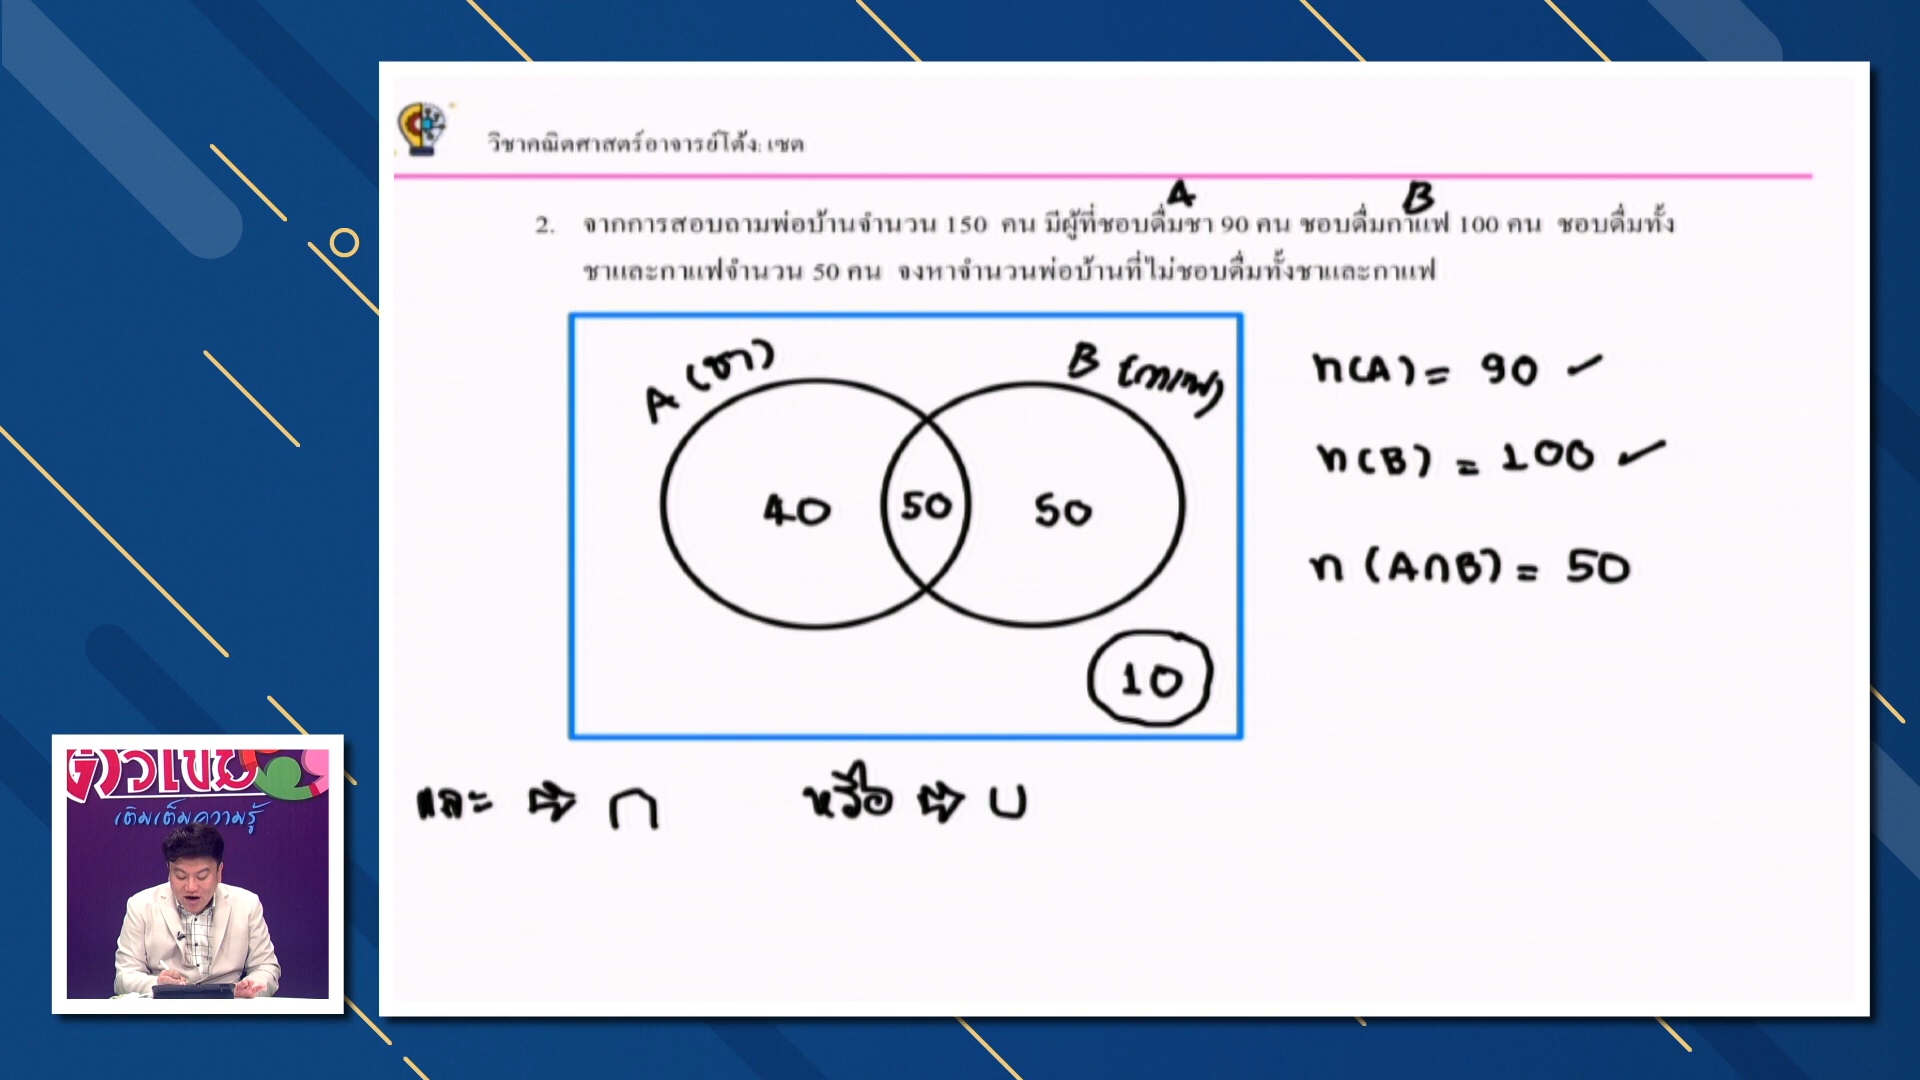 วิชาคณิตศาสตร์อาจารย์โต้ง: เซต
A B
2. จากการสอบถามพ่อบ้านจำนวน 150 คน มีผู้ที่ชอบดื่มชา 90 คน ชอบดื่มกาแฟ 100 คน ชอบดื่มทั้ง
ชาและกาแฟจำนวน 50 คน จงหาจำนวนพ่อบ้านที่ไม่ชอบดื่มทั้งชาและกาแฟ
A (ชา)
B (กาแฟ)
40 50 50
10
n(A) = 90 ✓
n(B) = 100 ✓
n (A∩B) = 50
และ ⇨ ∩ หรือ ⇨ ∪
ติวเข้ม
เติมเต็มความรู้